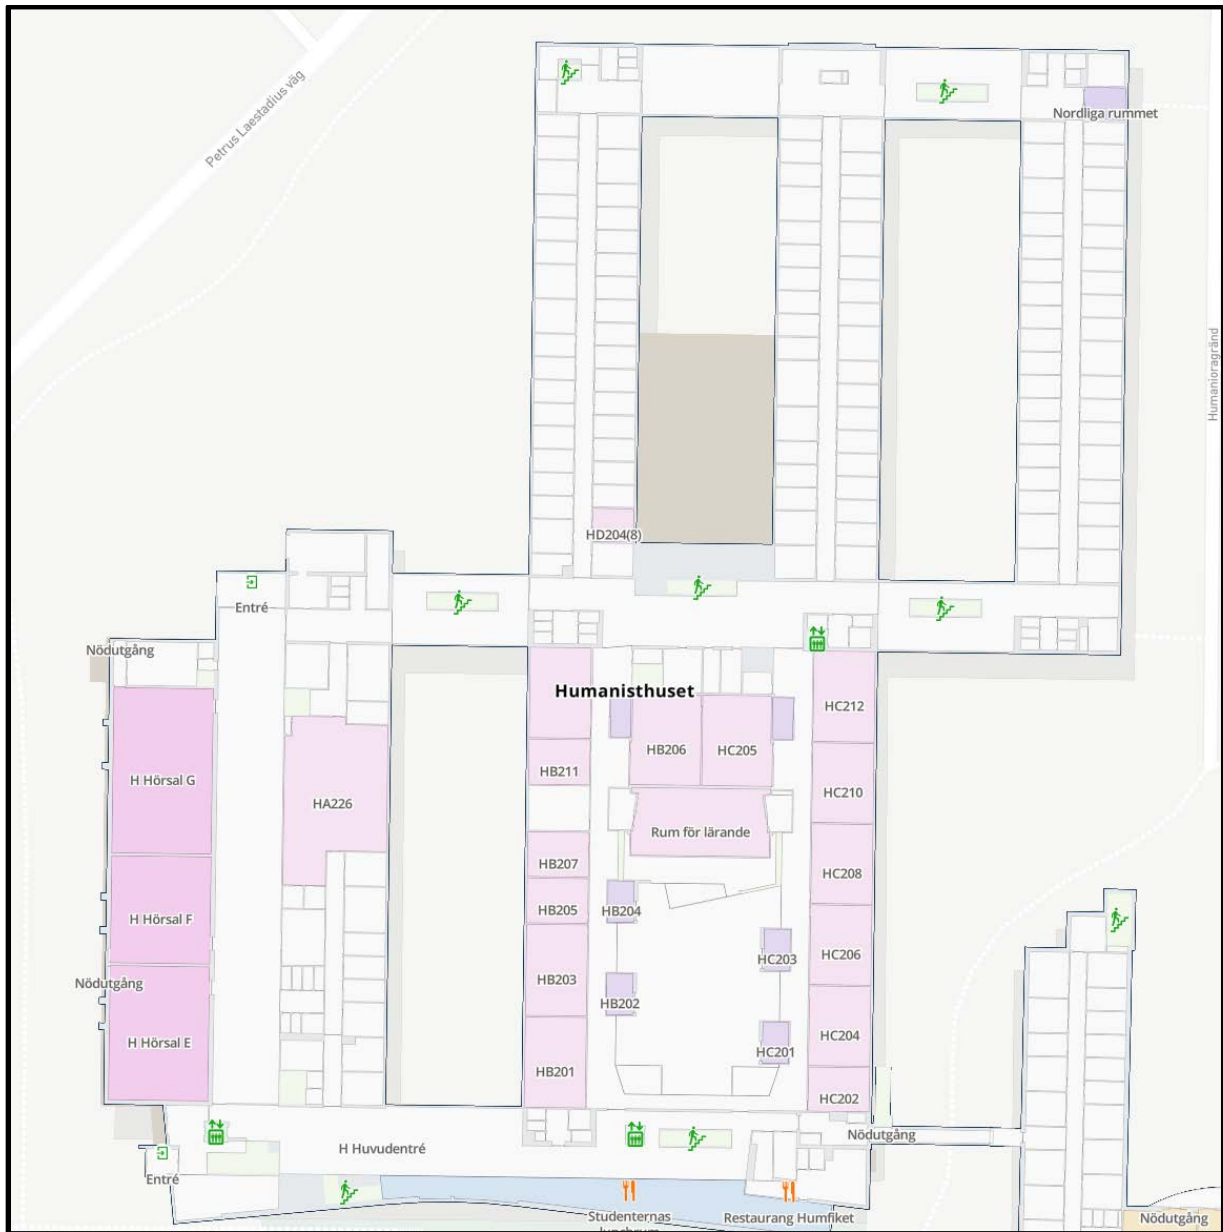 Petrus Laestadius väg
Nordliga rummet
Humanioragränd
HD204(8)
Entré
Nödutgång
Humanisthuset
HC212
HB206
HC205
HB211
H Hörsal G
HC210
HA226
Rum för lärande
HB207
HC208
HB205
HB204
H Hörsal F
HC203
HC206
Nödutgång
HB203
HB202
H Hörsal E
HC204
HC201
HB201
HC202
Nödutgång
H Huvudentré
Entré
Studenternas
lunchrum
Restaurang Humfiket
Nödutgång